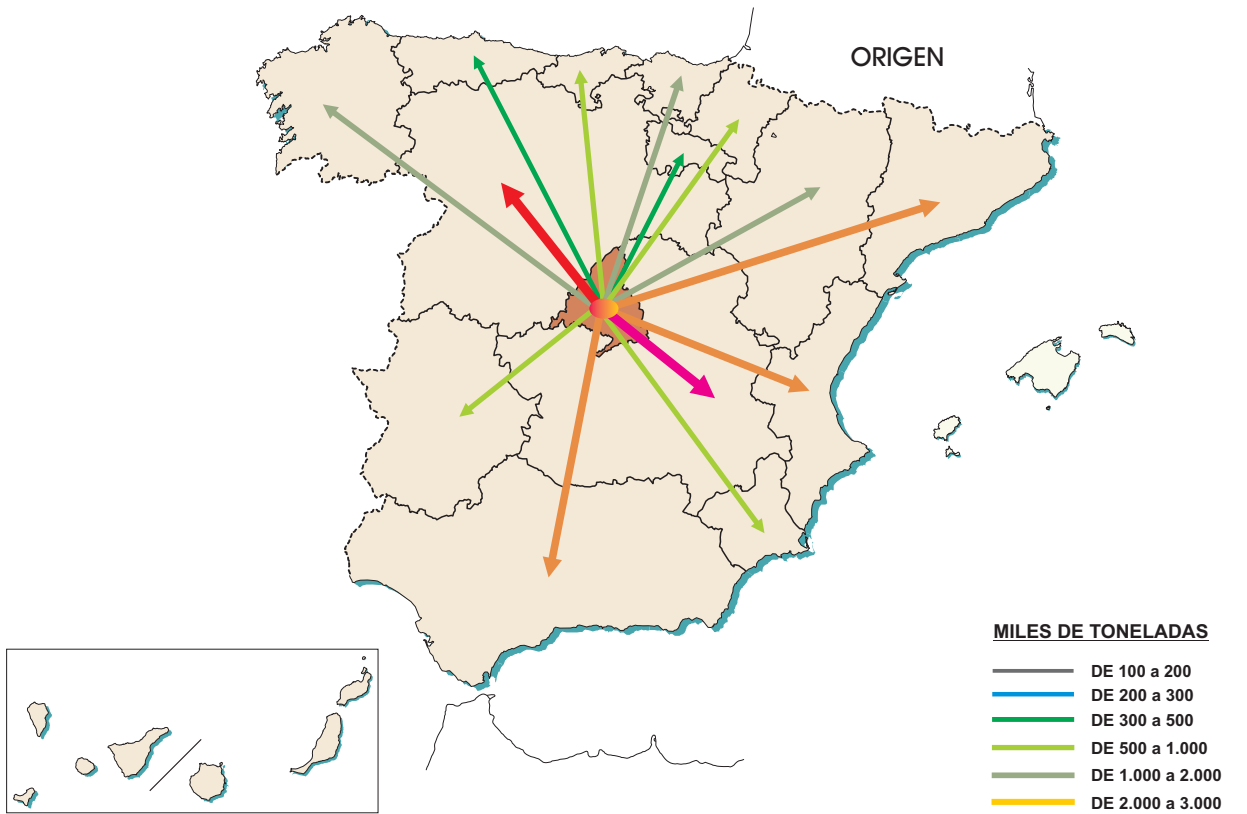 ORIGEN
MILES DE TONELADAS
DE 100 a 200
DE 200 a 300
DE 300 a 500
DE 500 a 1.000
DE 1.000 a 2.000
DE 2.000 a 3.000